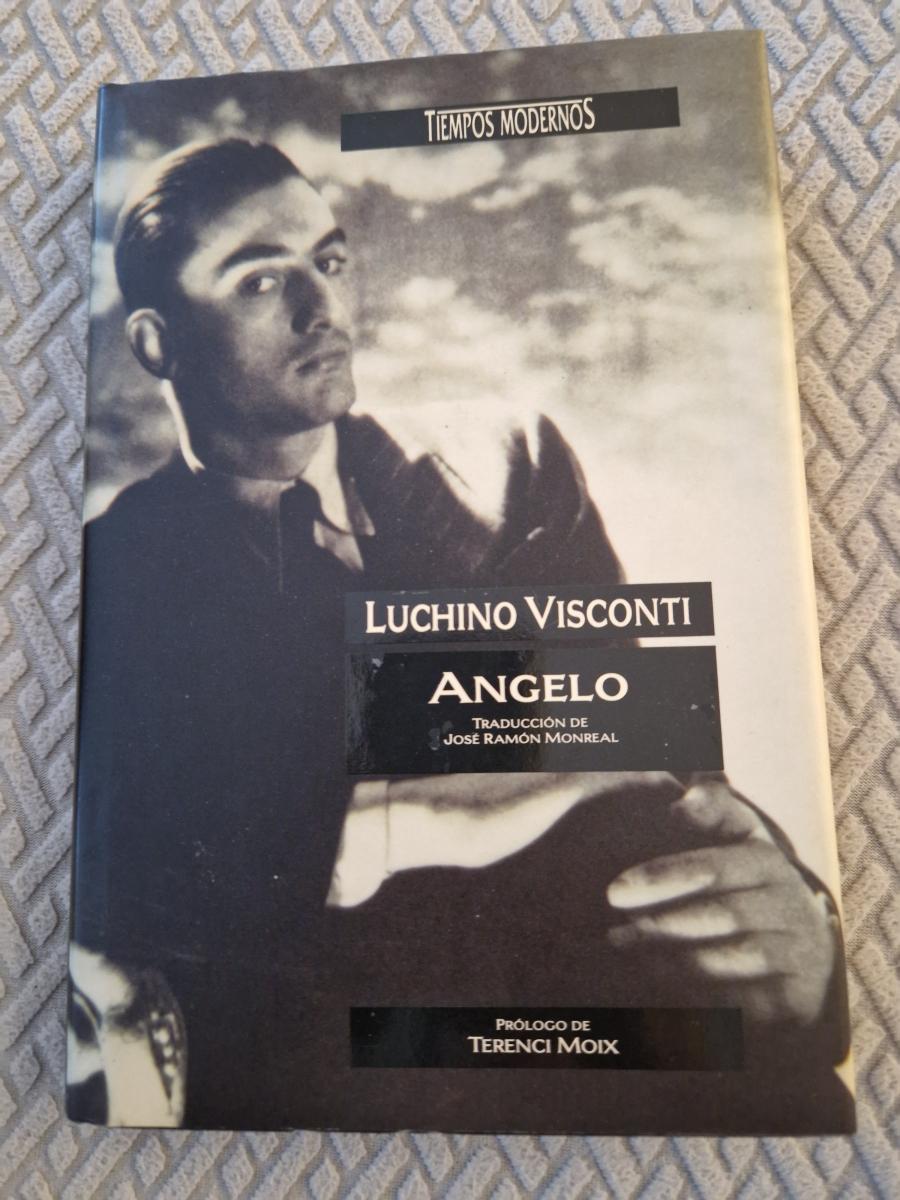 TIEMPOS MODERNOS
LUCHINO VISCONTI
ANGELO
TRADUCCIÓN DE
JOSÉ RAMÓN MONREAL
PRÓLOGO DE
TERENCI MOIX